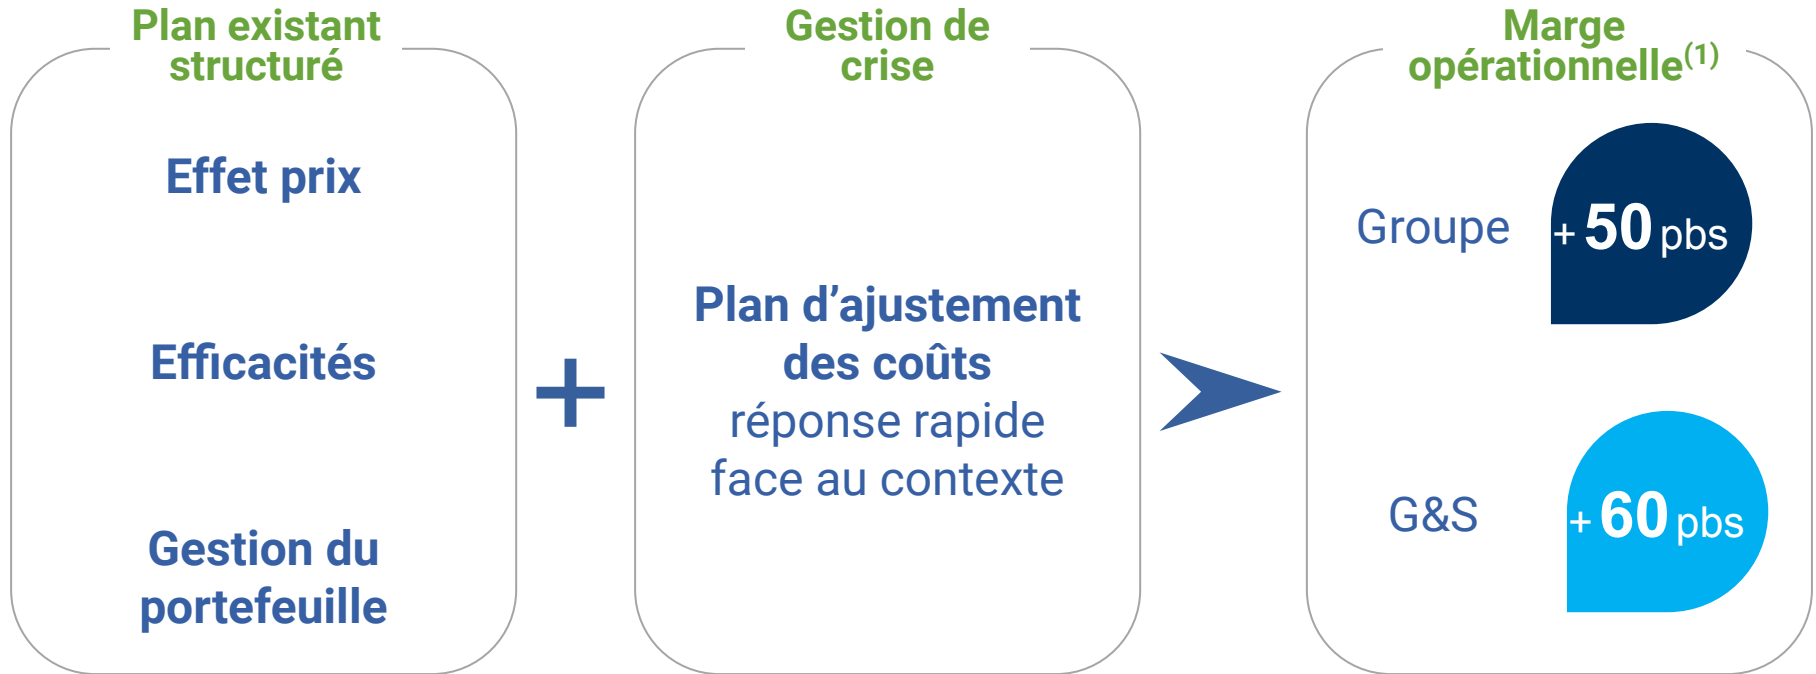 Plan existant
structuré
Effet prix
Efficacités
Gestion du
portefeuille
+
Gestion de
crise
Plan d’ajustement
des coûts
réponse rapide
face au contexte
Marge
opérationnelle(1)
Groupe
+ 50 pbs
G&S
+ 60 pbs